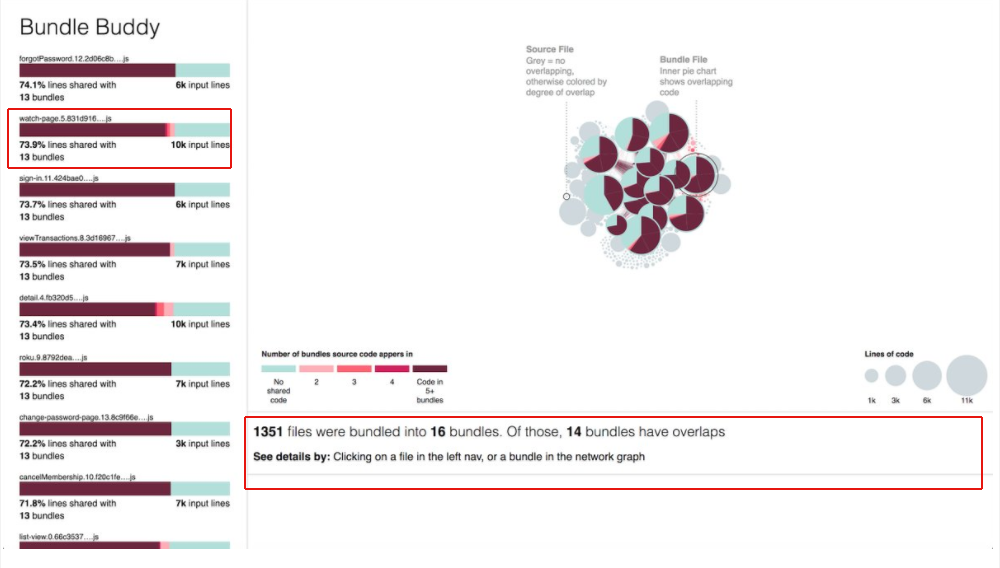 Bundle Buddy
forgotPassword.12.2d06c8b....js
74.1% lines shared with
13 bundles
6k input lines
watch-page.5.831d916....js
73.9% lines shared with
13 bundles
10k input lines
sign-in.11.424bae0....js
73.7% lines shared with
13 bundles
6k input lines
viewTransactions.8.3d16967....js
73.5% lines shared with
13 bundles
7k input lines
detail.4.fb320d5....js
73.4% lines shared with
13 bundles
10k input lines
roku.9.8792dea....js
72.2% lines shared with
13 bundles
7k input lines
change-password-page.13.8c9f66e....js
72.2% lines shared with
13 bundles
3k input lines
cancelMembership.10.f20c1fe....js
71.8% lines shared with
13 bundles
7k input lines
list-view.0.66c3537....js
Source File
Grey = no
overlapping,
otherwise colored by
degree of overlap
Bundle File
Inner pie chart
shows overlapping
code
Number of bundles source code appers in
No
shared
code
2
3
4
Code in
5+
bundles
Lines of code
1k
3k
6k
11k
1351 files were bundled into 16 bundles. Of those, 14 bundles have overlaps
See details by: Clicking on a file in the left nav, or a bundle in the network graph